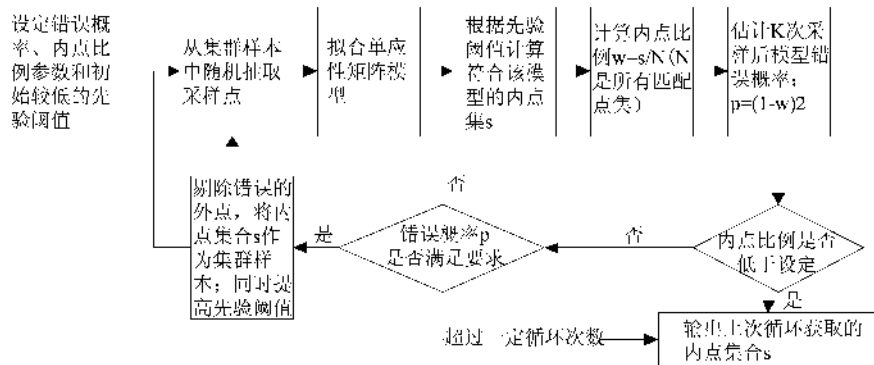 设定错误概
率、内点比
例参数和初
始较低的先
验阈值
从集群样本
中随机抽取
采样点
拟合单应
性矩阵模
型
根据先验
阈值计算
符合该模
型的内点
集s
计算内点比
例w=s/N(N
是所有匹配
点集）
估计K次采
样后模型错
误概率；
p=(1-w)2
剔除错误的
外点，将内
点集合s作
为集群样
本；同时提
高先验阈值
是
否
错误概率p
是否满足要求
否
内点比例是否
低于设定
是
超过一定循环次数
输出上次循环获取的
内点集合s